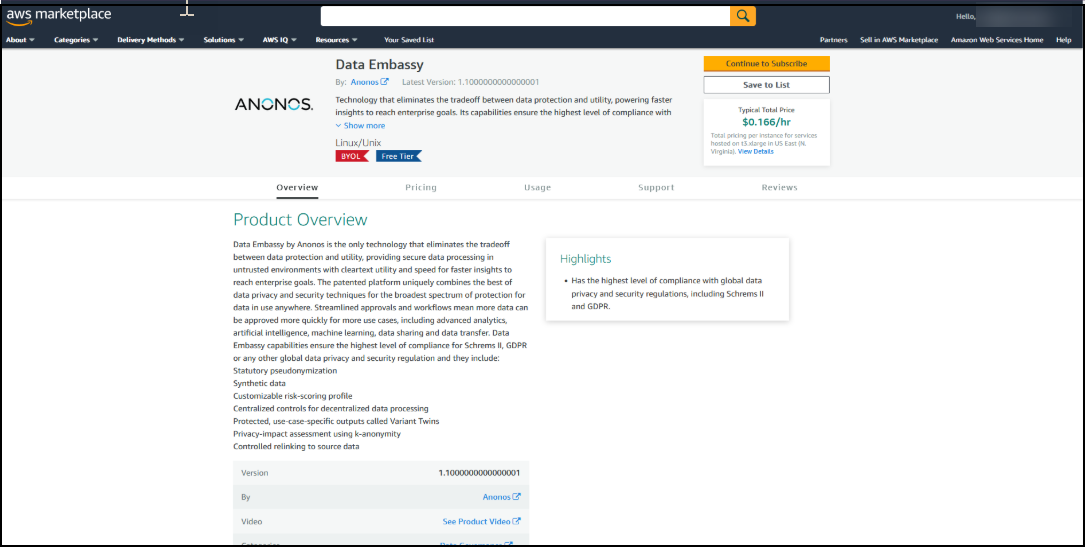 aws marketplace
Hello,
About Categories Delivery Methods Solutions AWS IQ Resources Your Saved List Partners Sell in AWS Marketplace Amazon Web Services Home Help
Data Embassy
By: Anonos Latest Version: 1.1000000000000001
ANONOS.
Technology that eliminates the tradeoff between data protection and utility, powering faster
insights to reach enterprise goals. Its capabilities ensure the highest level of compliance with
Show more
Linux/Unix
BYOL Free Tier
Continue to Subscribe
Save to List
Typical Total Price
$0.166/hr
Total pricing per instance for services
hosted on t3.xlarge in US East (N.
Virginia). View Details
Overview Pricing Usage Support Reviews
Product Overview
Data Embassy by Anonos is the only technology that eliminates the tradeoff
between data protection and utility, providing secure data processing in
untrusted environments with cleartext utility and speed for faster insights to
reach enterprise goals. The patented platform uniquely combines the best of
data privacy and security techniques for the broadest spectrum of protection for
data in use anywhere. Streamlined approvals and workflows mean more data can
be approved more quickly for more use cases, including advanced analytics,
artificial intelligence, machine learning, data sharing and data transfer. Data
Embassy capabilities ensure the highest level of compliance for Schrems II, GDPR
or any other global data privacy and security regulation and they include:
Statutory pseudonymization
Synthetic data
Customizable risk-scoring profile
Centralized controls for decentralized data processing
Protected, use-case-specific outputs called Variant Twins
Privacy-impact assessment using k-anonymity
Controlled relinking to source data
Highlights
• Has the highest level of compliance with global data
privacy and security regulations, including Schrems II
and GDPR.
Version 1.1000000000000001
By Anonos
Video See Product Video
Categories Data Governance